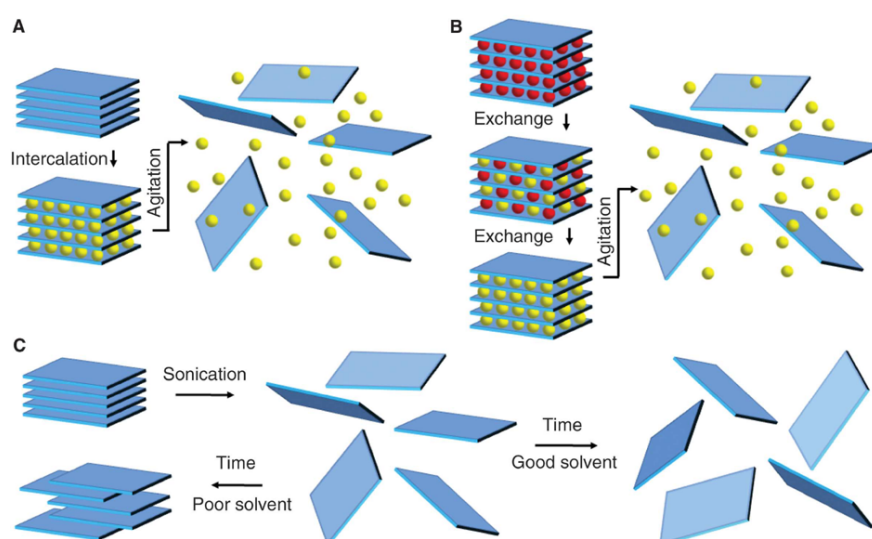 A
Intercalation
Agitation
B
Exchange
Exchange
Agitation
C
Sonication
Time
Good solvent
Time
Poor solvent